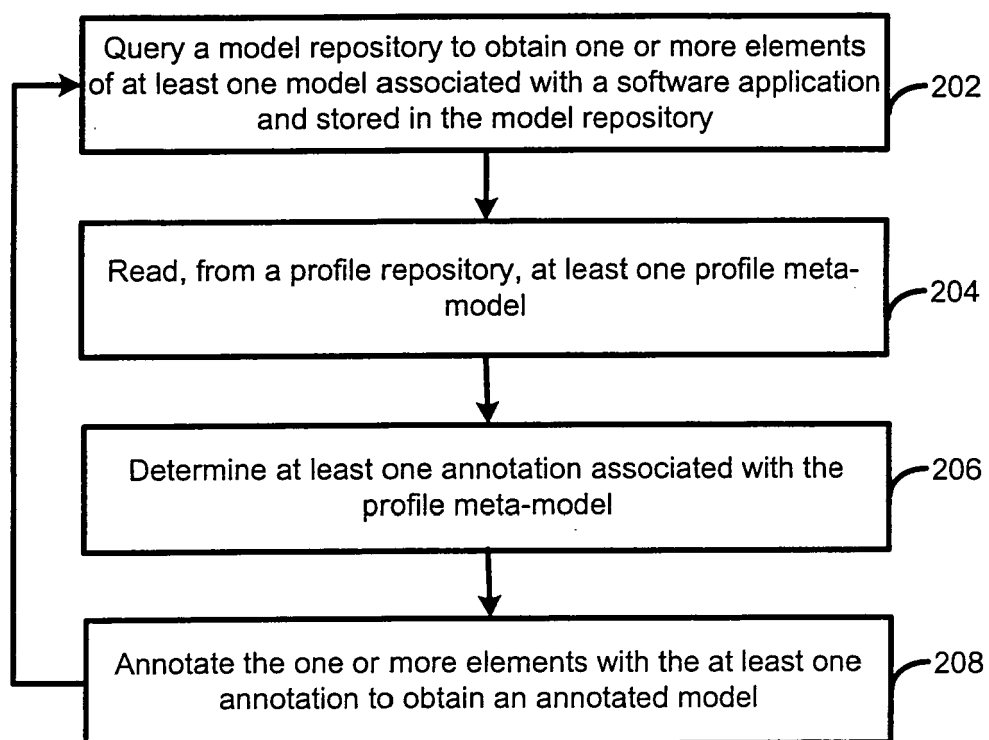 Query a model repository to obtain one or more elements
of at least one model associated with a software application
and stored in the model repository
202
Read, from a profile repository, at least one profile meta-
model
204
Determine at least one annotation associated with the
profile meta-model
206
Annotate the one or more elements with the at least one
annotation to obtain an annotated model
208